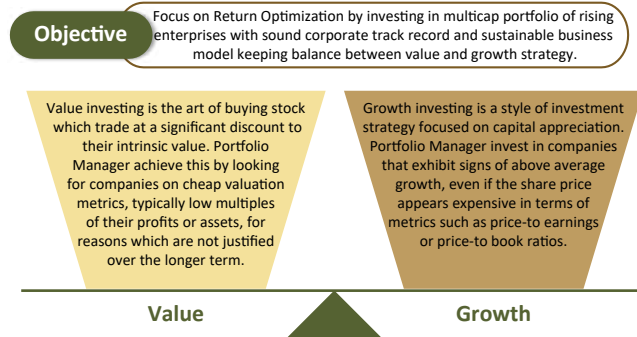 Objective
Focus on Return Optimization by investing in multicap portfolio of rising
enterprises with sound corporate track record and sustainable business
model keeping balance between value and growth strategy.
Value investing is the art of buying stock
which trade at a significant discount to
their intrinsic value. Portfolio
Manager achieve this by looking
for companies on cheap valuation
metrics, typically low multiples
of their profits or assets, for
reasons which are not justified
over the longer term.
Growth investing is a style of investment
strategy focused on capital appreciation.
Portfolio Manager invest in companies
that exhibit signs of above average
growth, even if the share price
appears expensive in terms of
metrics such as price-to earnings
or price-to book ratios.
Value
Growth